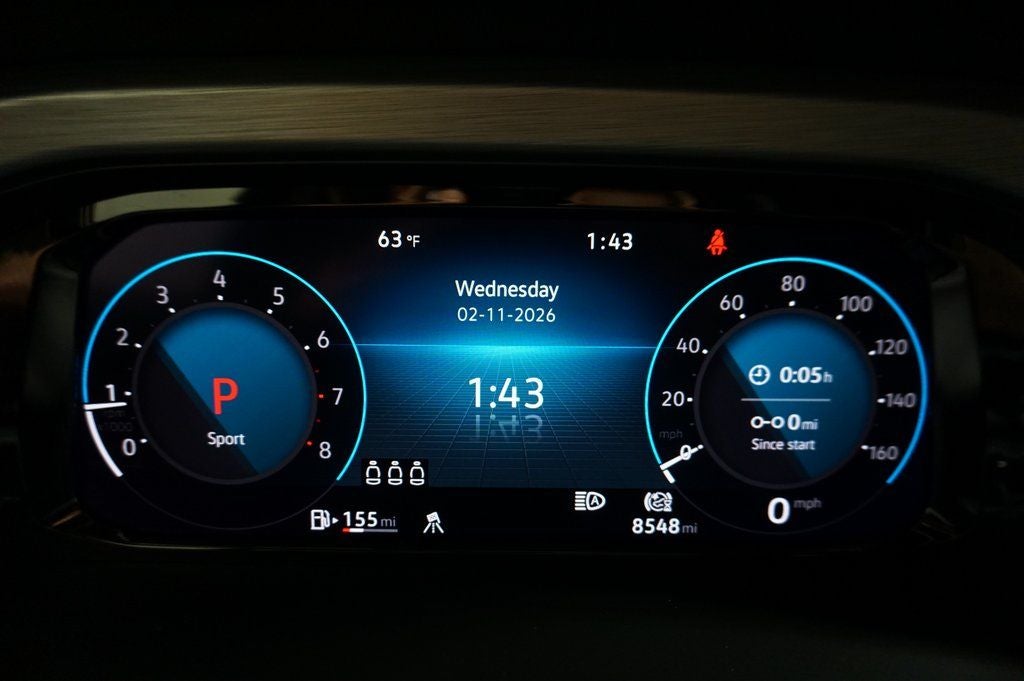 63 °F
1:43
Wednesday
02-11-2026
1:43
0
1
2
3
4
5
6
7
8
P
Sport
mph
0
20
40
60
80
100
120
140
160
0:05h
0mi
Since start
0 mph
A
155 mi
8548 mi